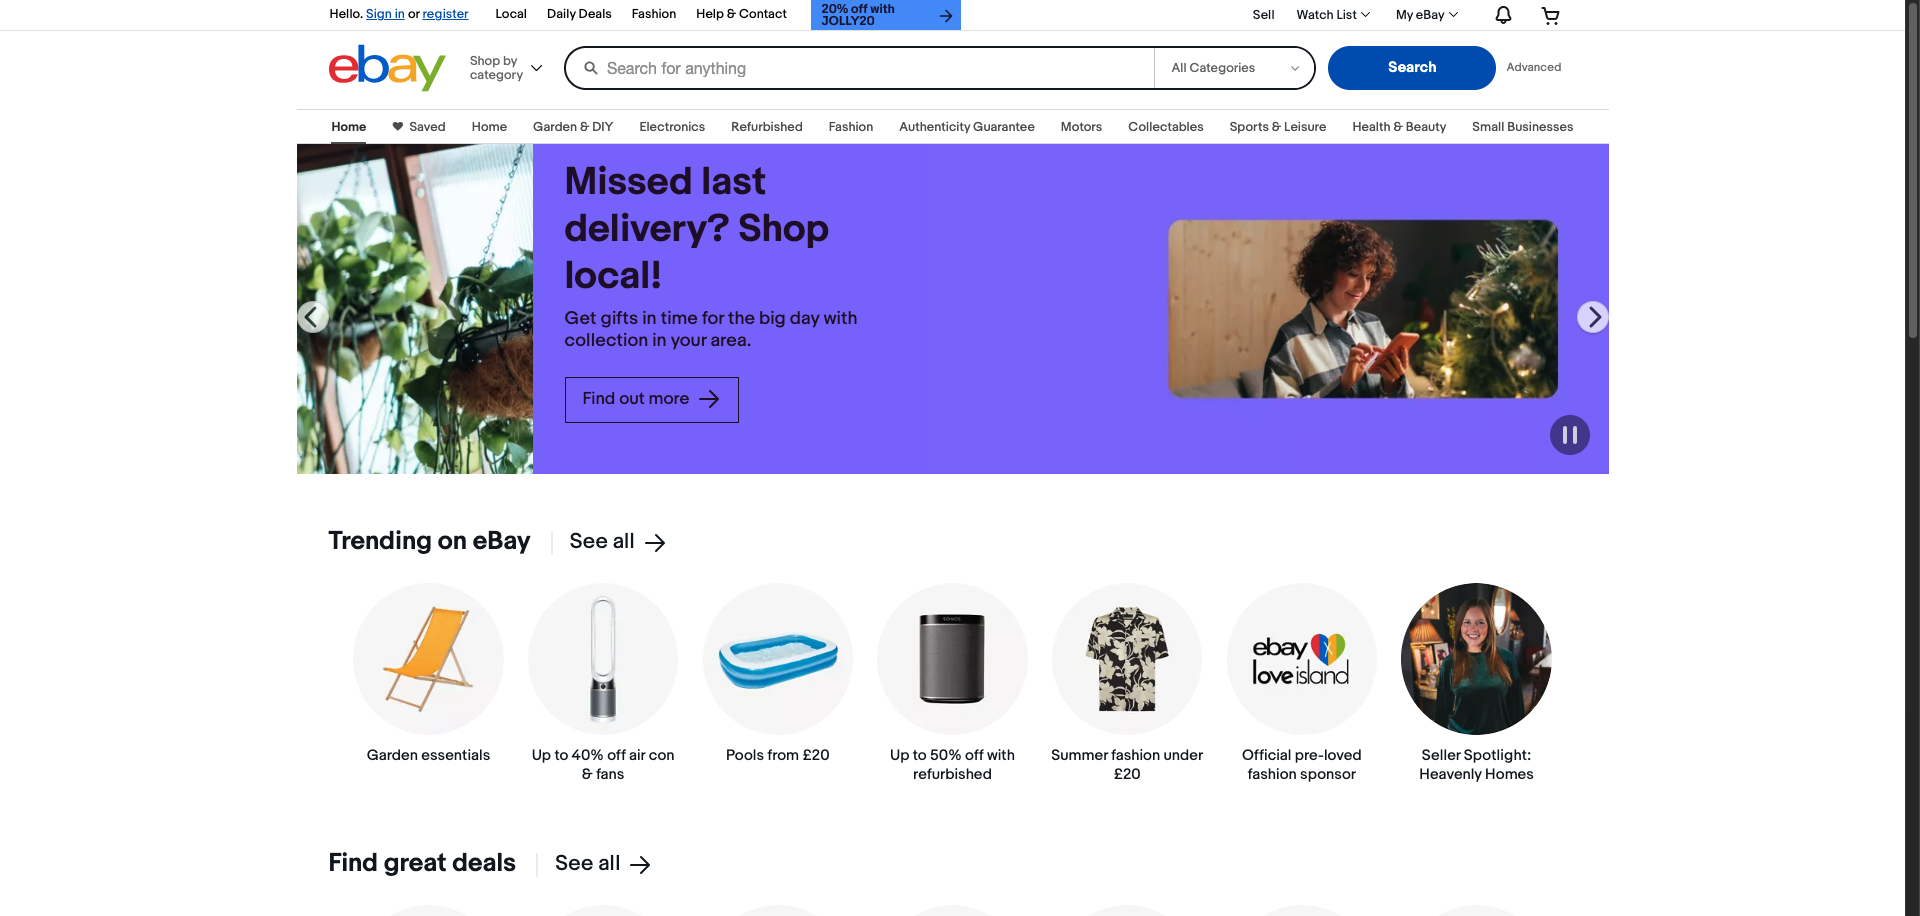 Hello. Sign in or register
Local
Daily Deals
Fashion
Help & Contact
20% off with
JOLLY20
Sell
Watch List
My eBay
ebay
Shop by
category
Search for anything
All Categories
Search
Advanced
Home
Saved
Home
Garden & DIY
Electronics
Refurbished
Fashion
Authenticity Guarantee
Motors
Collectables
Sports & Leisure
Health & Beauty
Small Businesses
Missed last
delivery? Shop
local!
Get gifts in time for the big day with
collection in your area.
Find out more
Trending on eBay
See all
SONOS
ebay
love island
Garden essentials
Up to 40% off air con
& fans
Pools from £20
Up to 50% off with
refurbished
Summer fashion under
£20
Official pre-loved
fashion sponsor
Seller Spotlight:
Heavenly Homes
Find great deals
See all